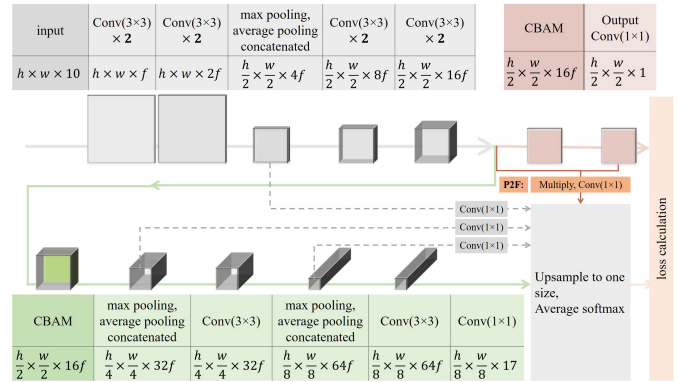 input
Conv(3×3)
× 2
Conv(3×3)
× 2
max pooling,
average pooling
concatenated
Conv(3×3)
× 2
Conv(3×3)
× 2
h × w × 10
h × w × f
h × w × 2f
h/2 × w/2 × 4f
h/2 × w/2 × 8f
h/2 × w/2 × 16f
CBAM
Output
Conv(1×1)
h/2 × w/2 × 16f
h/2 × w/2 × 1
P2F:
Multiply, Conv(1×1)
Conv(1×1)
Conv(1×1)
Conv(1×1)
Upsample to one
size,
Average softmax
loss calculation
CBAM
max pooling,
average pooling
concatenated
Conv(3×3)
max pooling,
average pooling
concatenated
Conv(3×3)
Conv(1×1)
h/2 × w/2 × 16f
h/4 × w/4 × 32f
h/4 × w/4 × 32f
h/8 × w/8 × 64f
h/8 × w/8 × 64f
h/8 × w/8 × 17